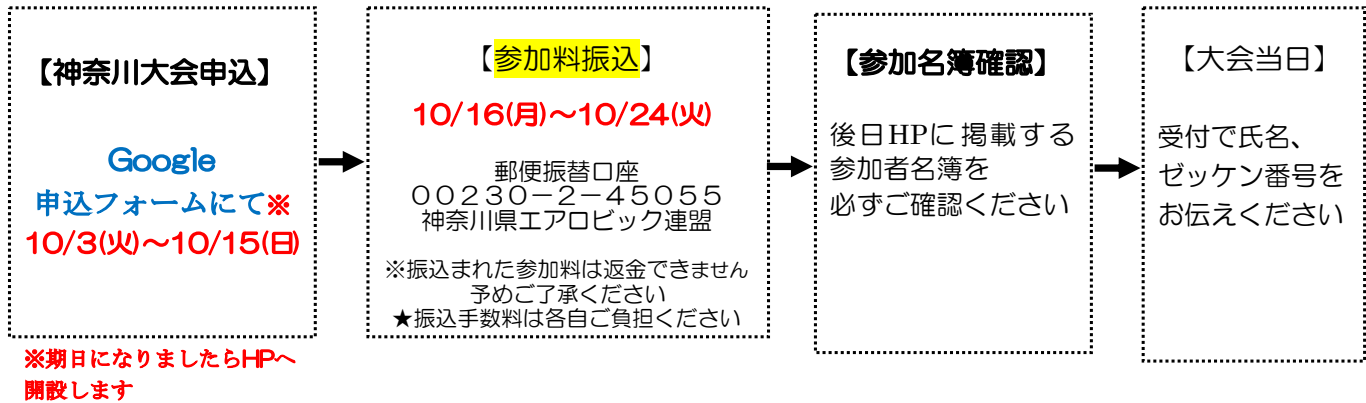 【神奈川大会申込】
Google
申込フォームにて※
10/3(火)～10/15(日)
※期日になりましたらHPへ
開設します
【参加料振込】
10/16(月)～10/24(火)
郵便振替口座
００２３０－２－４５０５５
神奈川県エアロビック連盟
※振込まれた参加料は返金できません
予めご了承ください
★振込手数料は各自ご負担ください
【参加名簿確認】
後日HPに掲載する
参加者名簿を
必ずご確認ください
【大会当日】
受付で氏名、
ゼッケン番号を
お伝えください